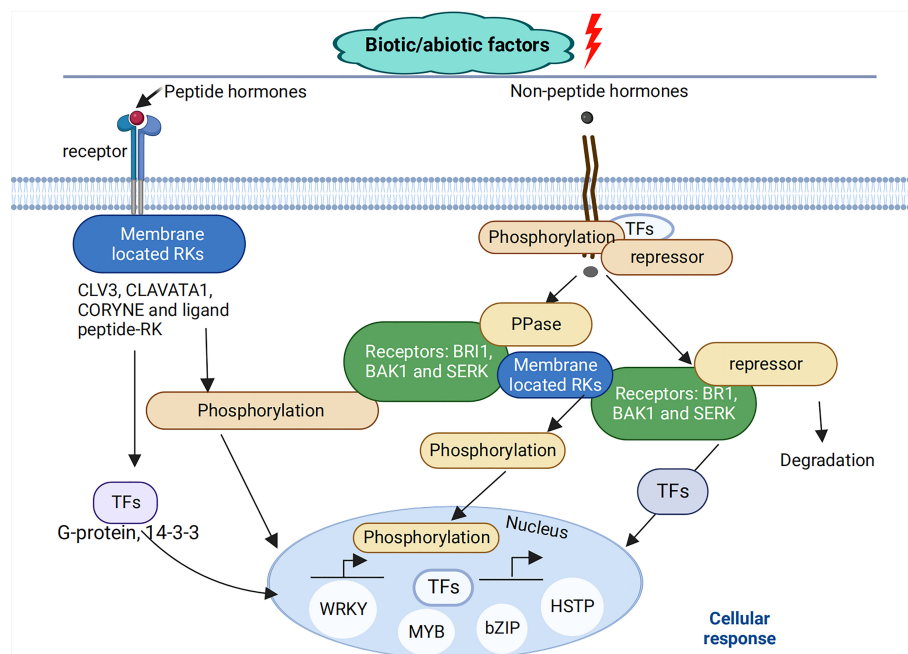 Biotic/abiotic factors
Peptide hormones
Non-peptide hormones
receptor
Membrane
located RKs
Phosphorylation
TFs
repressor
CLV3, CLAVATA1,
CORYNE and ligand
peptide-RK
PPase
Receptors: BRI1,
BAK1 and SERK
Membrane
located RKs
repressor
Receptors: BR1,
BAK1 and SERK
Phosphorylation
Phosphorylation
Degradation
TFs
TFs
G-protein, 14-3-3
Nucleus
Phosphorylation
TFs
WRKY
MYB
bZIP
HSTP
Cellular
response